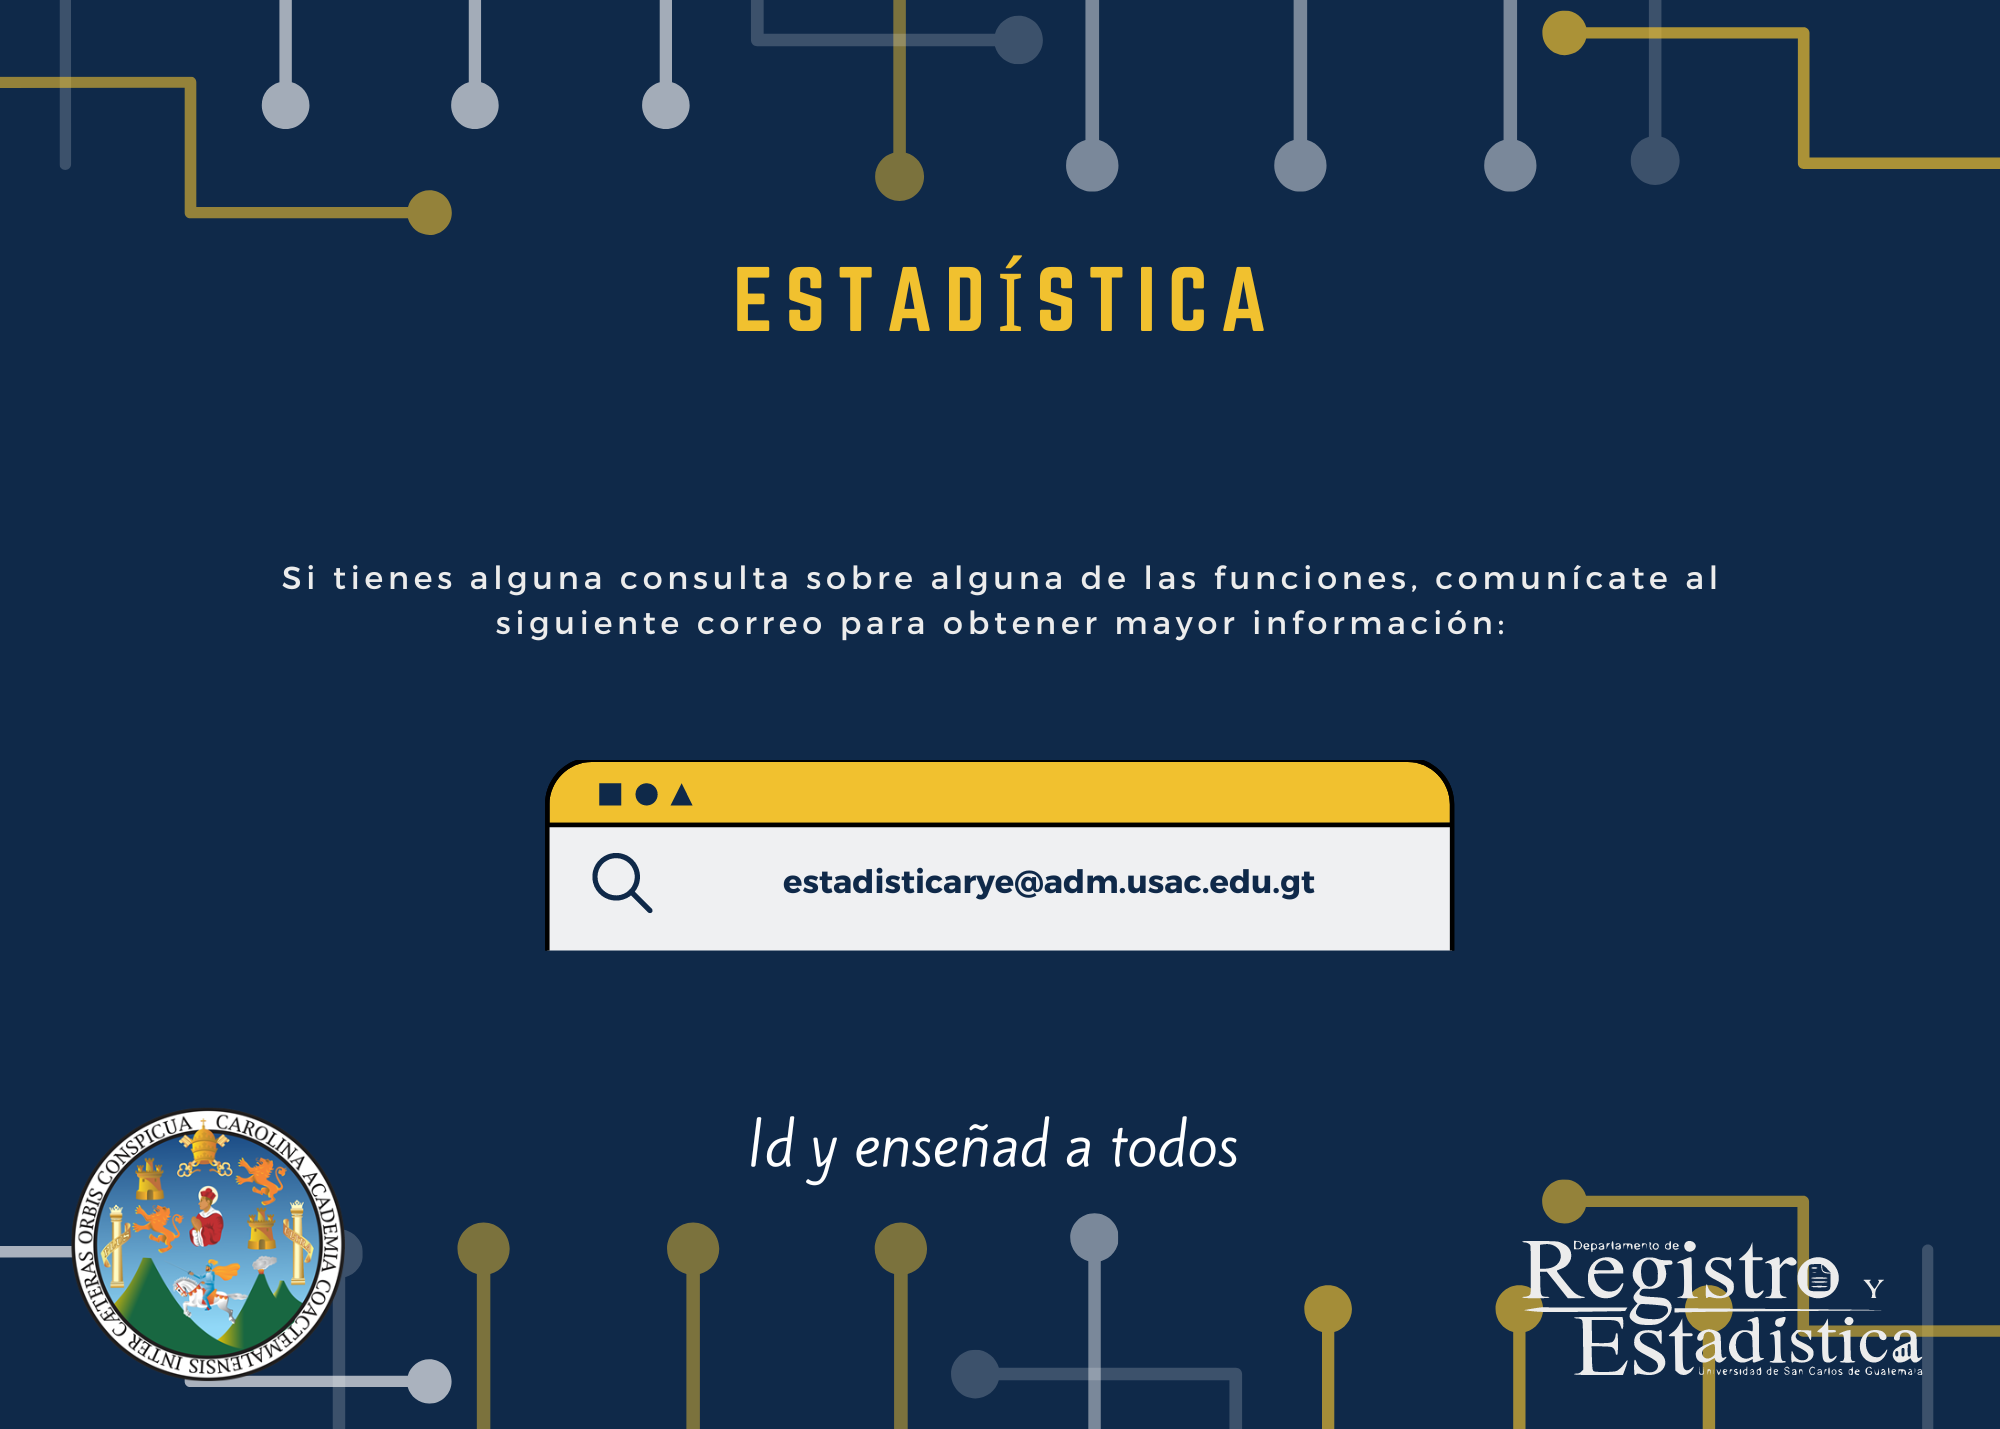 ESTADÍSTICA
Si tienes alguna consulta sobre alguna de las funciones, comunícate al
siguiente correo para obtener mayor información:
estadisticarye@adm.usac.edu.gt
Id y enseñad a todos
CAROLINA ACADEMIA COACTEMALENSIS INTER CÆTERAS ORBIS CONSPICUA
Departamento de
Registro Y
Estadística
Universidad de San Carlos de Guatemala